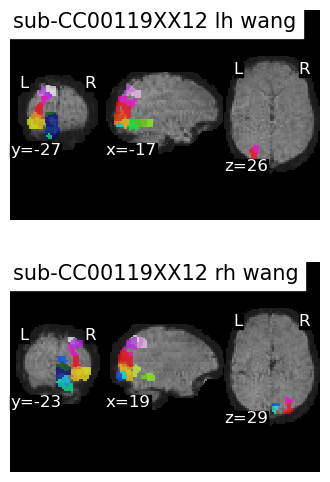 sub-CC00119XX12 lh wang
L R L R
y=-27 x=-17 z=26
sub-CC00119XX12 rh wang
L R L R
y=-23 x=19 z=29